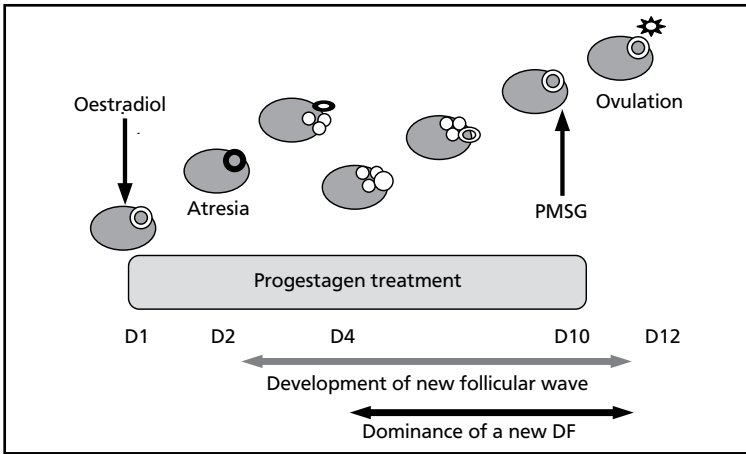 Oestradiol
Ovulation
Atresia
PMSG
Progestagen treatment
D1 D2 D4 D10 D12
Development of new follicular wave
Dominance of a new DF